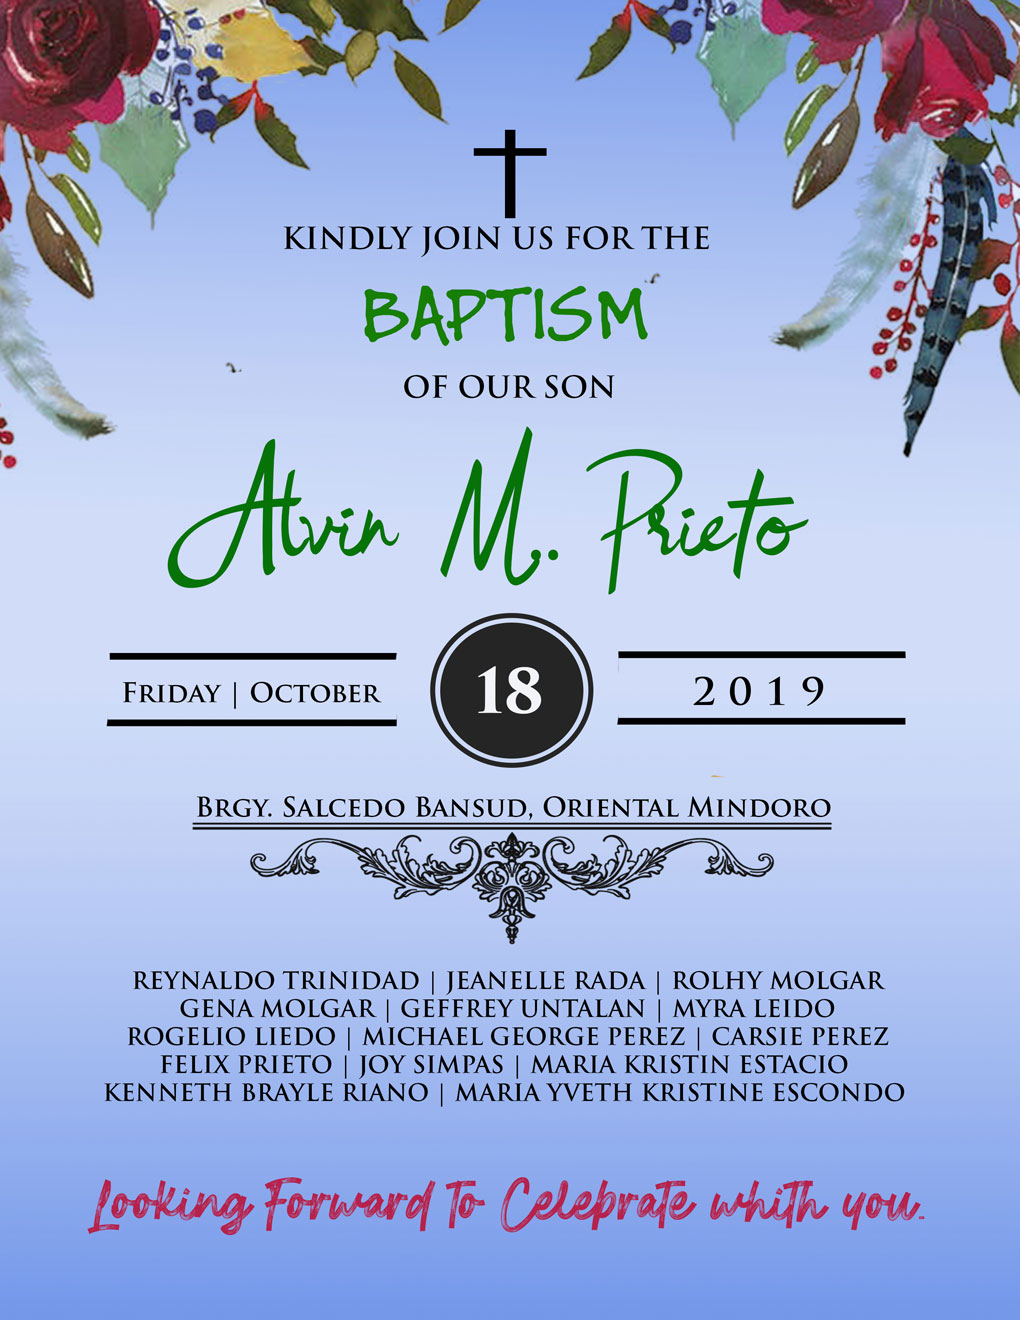 KINDLY JOIN US FOR THE
BAPTISM
OF OUR SON
Alvin M,. Prieto
FRIDAY | OCTOBER
18
2019
BRGY. SALCEDO BANSUD, ORIENTAL MINDORO
REYNALDO TRINIDAD | JEANELLE RADA | ROLHY MOLGAR
GENA MOLGAR | GEFFREY UNTALAN | MYRA LEIDO
ROGELIO LIEDO | MICHAEL GEORGE PEREZ | CARSIE PEREZ
FELIX PRIETO | JOY SIMPAS | MARIA KRISTIN ESTACIO
KENNETH BRAYLE RIANO | MARIA YVETH KRISTINE ESCONDO
Looking Forward To Celebrate whith you.